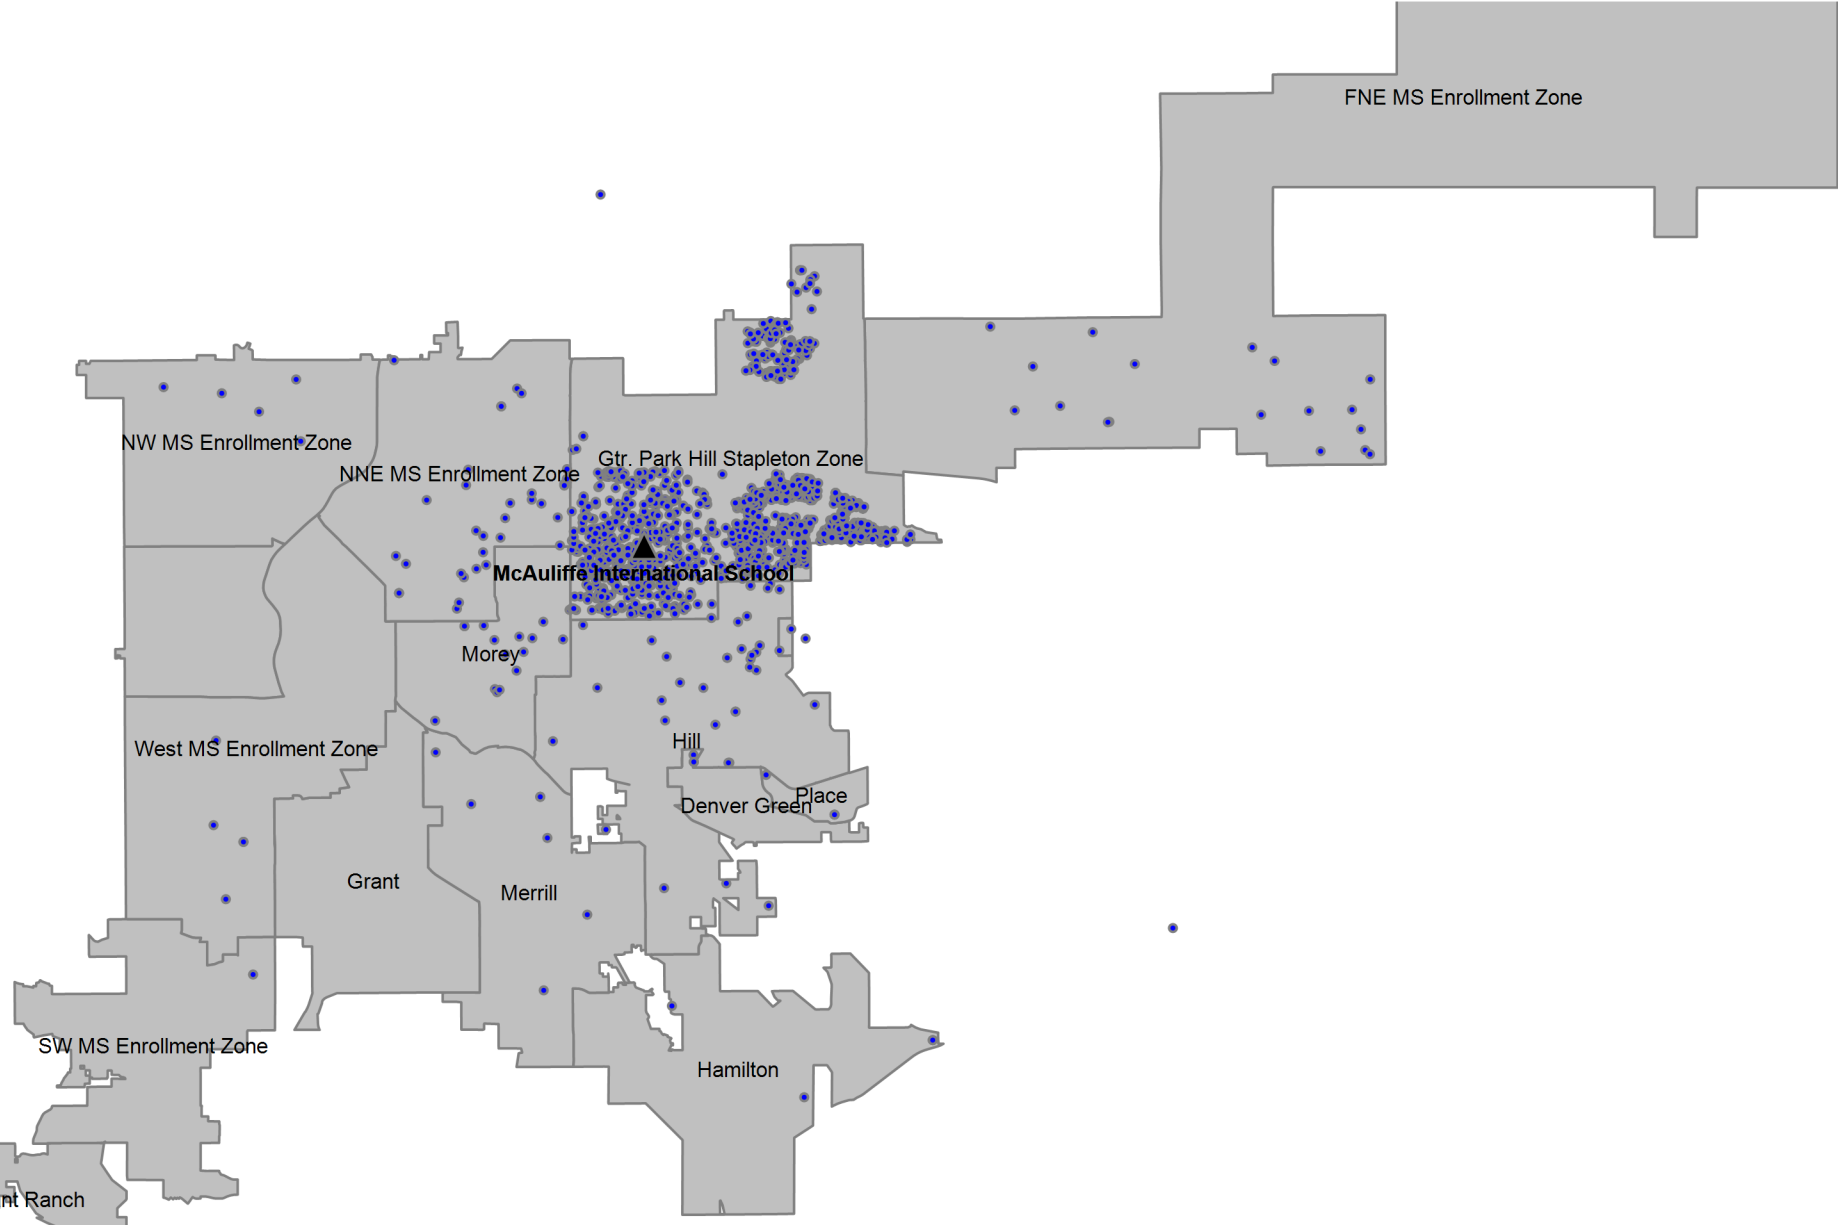 FNE MS Enrollment Zone
NW MS Enrollment Zone
Gtr. Park Hill Stapleton Zone
NNE MS Enrollment Zone
McAuliffe International School
Morey
Hill
West MS Enrollment Zone
Place
Denver Green
Grant
Merrill
SW MS Enrollment Zone
Hamilton
nt Ranch